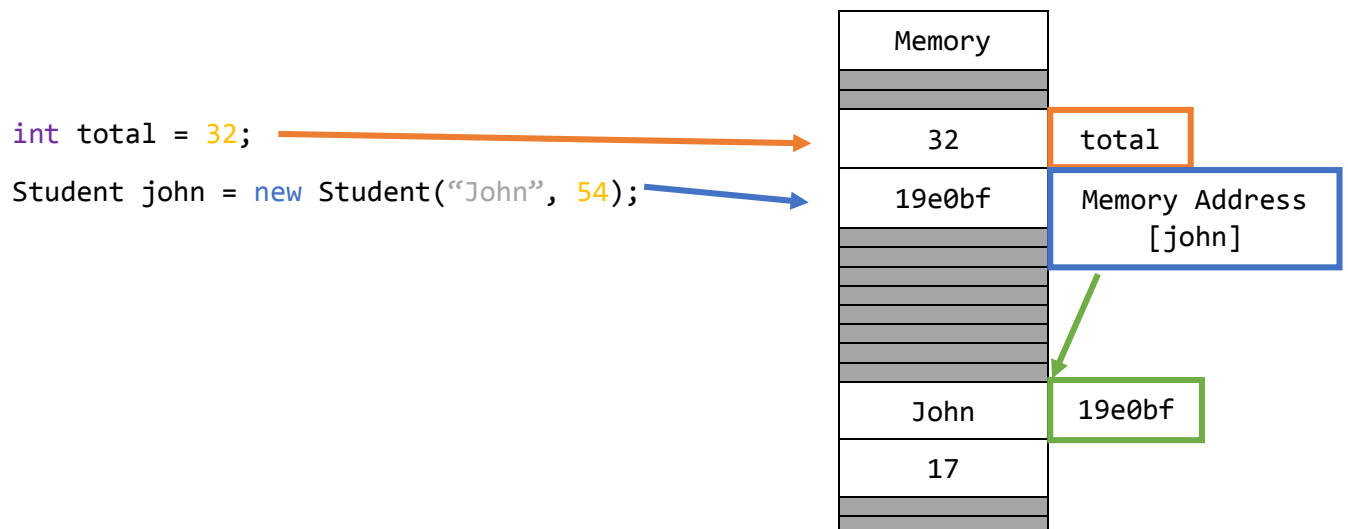 Memory
int total = 32;
32
total
Student john = new Student(“John”, 54);
19e0bf
Memory Address
[john]
John
19e0bf
17